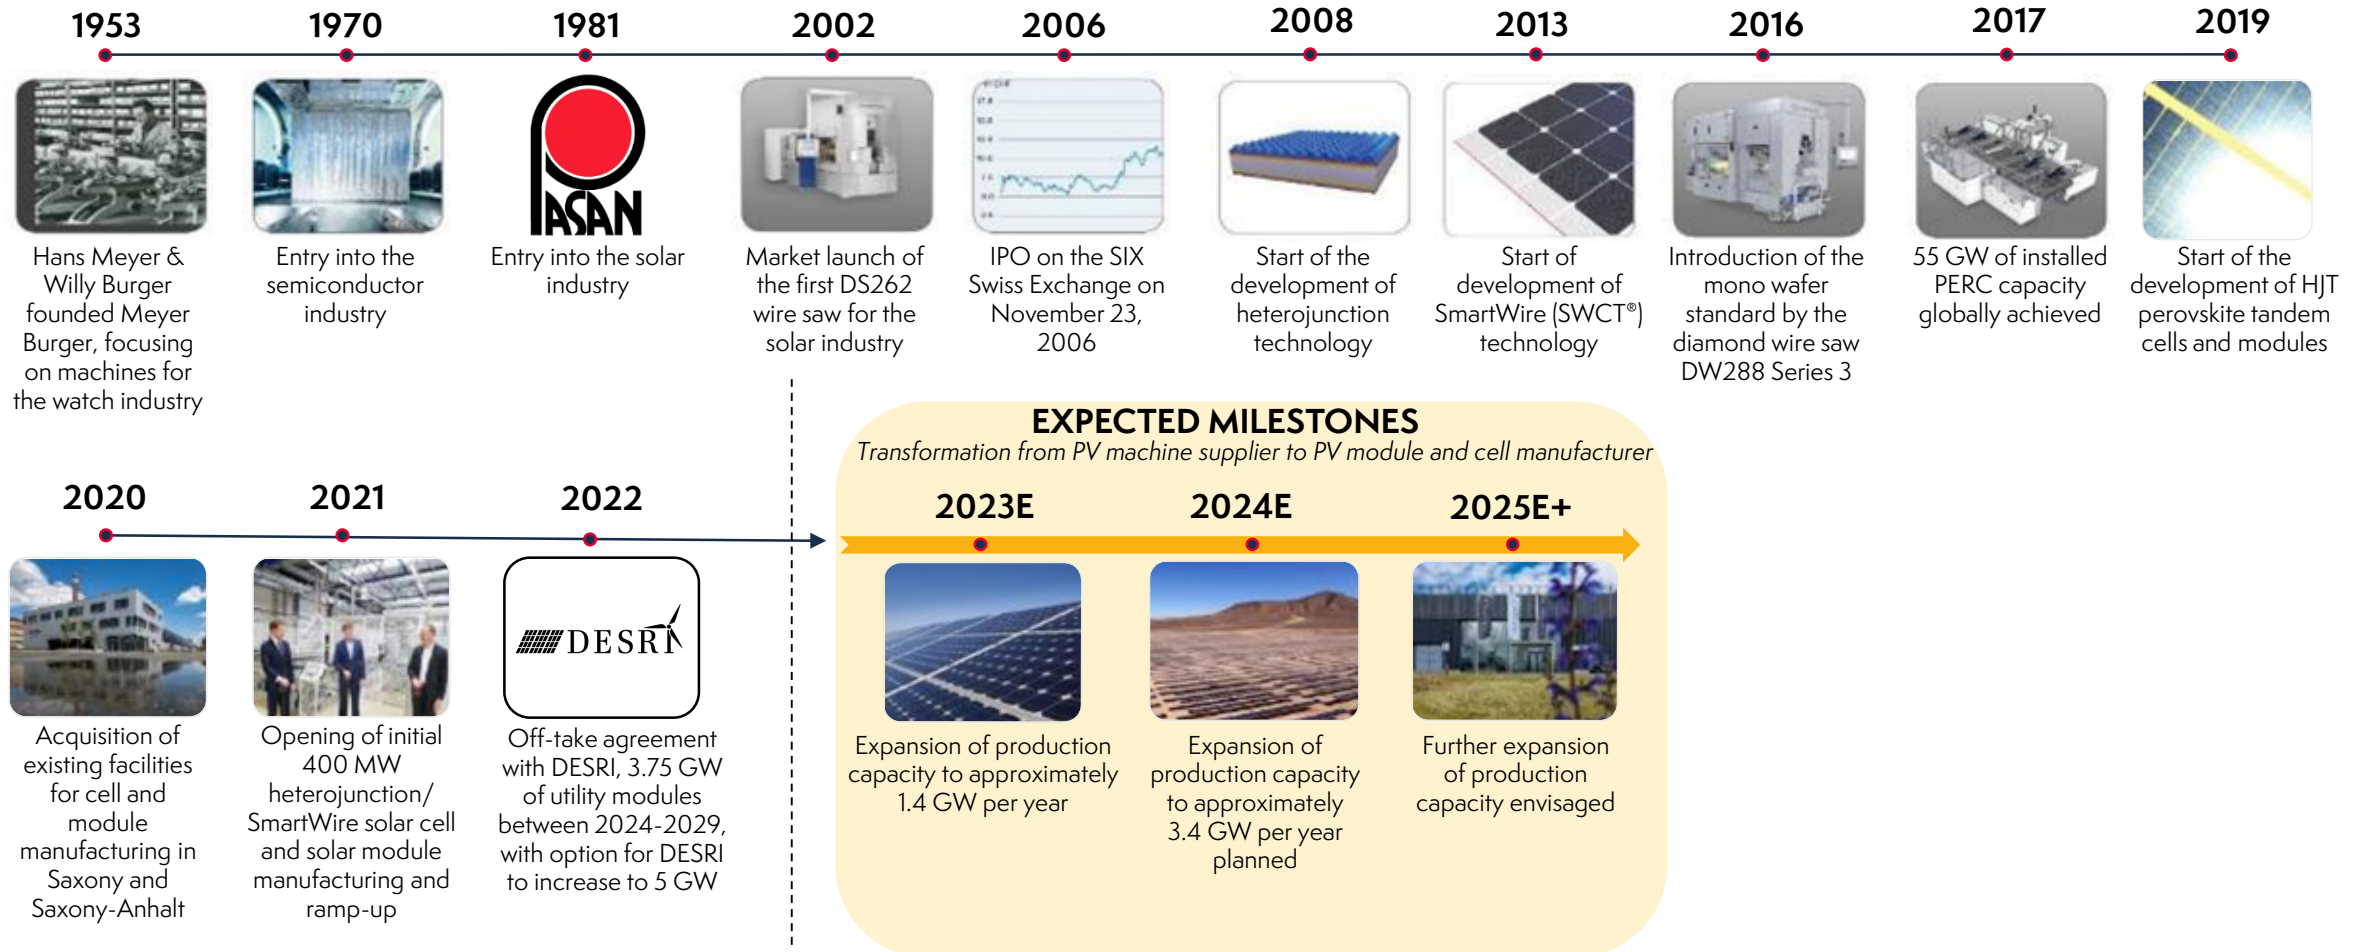 1953
1970
1981
2002
2006
2008
2013
2016
2017
2019
PASAN
Hans Meyer &
Willy Burger
founded Meyer
Burger, focusing
on machines for
the watch industry
Entry into the
semiconductor
industry
Entry into the solar
industry
Market launch of
the first DS262
wire saw for the
solar industry
IPO on the SIX
Swiss Exchange on
November 23,
2006
Start of the
development of
heterojunction
technology
Start of
development of
SmartWire (SWCT®)
technology
Introduction of the
mono wafer
standard by the
diamond wire saw
DW288 Series 3
55 GW of installed
PERC capacity
globally achieved
Start of the
development of HJT
perovskite tandem
cells and modules
2020
2021
2022
DESRI
Acquisition of
existing facilities
for cell and
module
manufacturing in
Saxony and
Saxony-Anhalt
Opening of initial
400 MW
heterojunction/
SmartWire solar cell
and solar module
manufacturing and
ramp-up
Off-take agreement
with DESRI, 3.75 GW
of utility modules
between 2024-2029,
with option for DESRI
to increase to 5 GW
EXPECTED MILESTONES
Transformation from PV machine supplier to PV module and cell manufacturer
2023E
2024E
2025E+
Expansion of production
capacity to approximately
1.4 GW per year
Expansion of
production capacity
to approximately
3.4 GW per year
planned
Further expansion
of production
capacity envisaged